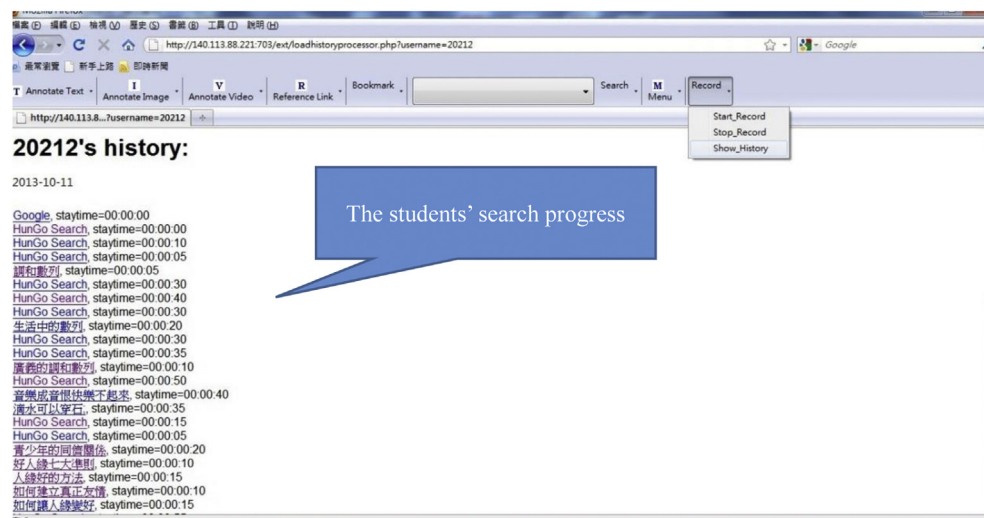 Mozilla Firefox
檔案(F) 編輯(E) 檢視(V) 歷史(S) 書籤(B) 工具(T) 說明(H)
http://140.113.88.221:703/ext/loadhistoryprocessor.php?username=20212
Google
最常瀏覽 新手上路 即時新聞
T Annotate Text I Annotate Image V Annotate Video R Reference Link Bookmark Search M Menu Record
http://140.113.8...?username=20212
Start_Record
Stop_Record
Show_History
20212's history:
2013-10-11
The students' search progress
Google, staytime=00:00:00
HunGo Search, staytime=00:00:00
HunGo Search, staytime=00:00:10
HunGo Search, staytime=00:00:05
調和數列, staytime=00:00:05
HunGo Search, staytime=00:00:30
HunGo Search, staytime=00:00:40
HunGo Search, staytime=00:00:30
生活中的數列, staytime=00:00:20
HunGo Search, staytime=00:00:30
HunGo Search, staytime=00:00:35
廣義的調和數列, staytime=00:00:10
HunGo Search, staytime=00:00:50
音樂成音恨快樂不起來, staytime=00:00:40
滴水可以穿石;, staytime=00:00:35
HunGo Search, staytime=00:00:15
HunGo Search, staytime=00:00:05
青少年的同儕關係, staytime=00:00:20
好人緣七大準則, staytime=00:00:10
人緣好的方法, staytime=00:00:15
如何建立真正友情, staytime=00:00:10
如何讓人緣變好, staytime=00:00:15